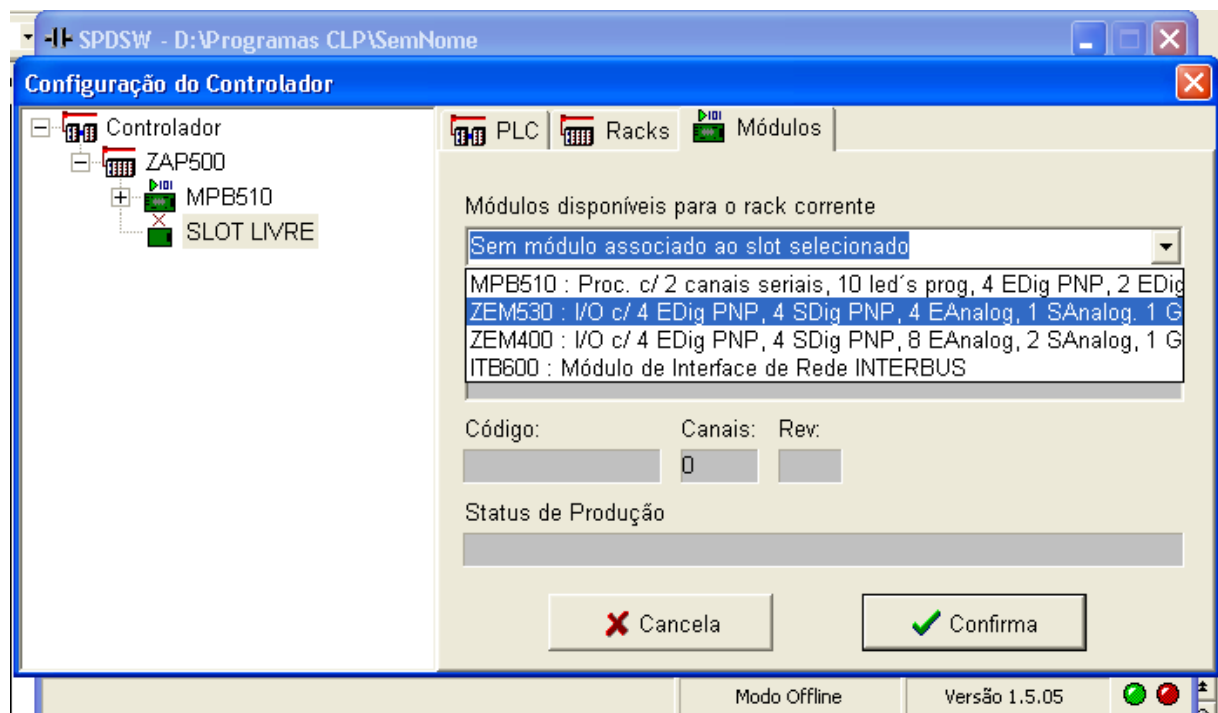 SPDSW - D:\Programas CLP\SemNome
Configuração do Controlador
Controlador
ZAP500
MPB510
SLOT LIVRE
PLC
Racks
Módulos
Módulos disponíveis para o rack corrente
Sem módulo associado ao slot selecionado
MPB510 : Proc. c/ 2 canais seriais, 10 led´s prog, 4 EDig PNP, 2 EDig
ZEM530 : I/O c/ 4 EDig PNP, 4 SDig PNP, 4 EAnalog, 1 SAnalog. 1 G
ZEM400 : I/O c/ 4 EDig PNP, 4 SDig PNP, 8 EAnalog, 2 SAnalog, 1 G
ITB600 : Módulo de Interface de Rede INTERBUS
Código: Canais: Rev:
0
Status de Produção
Cancela Confirma
Modo Offline Versão 1.5.05